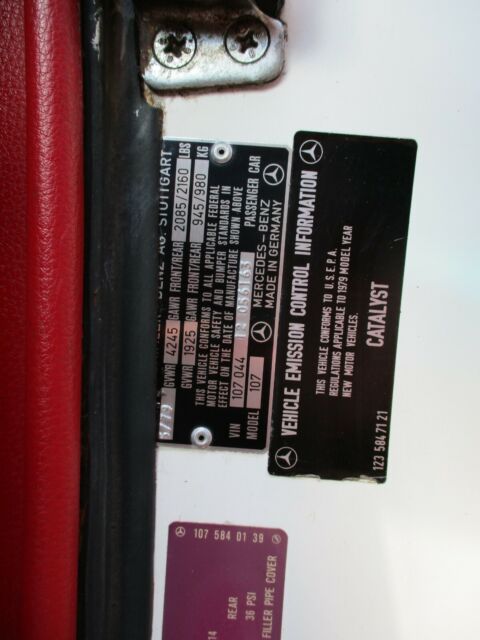 BENZ AG. STUTTGART
/79
GVWR 4245 GAWR FRONT/REAR 2085/2160 LBS
GVWR 1925 GAWR FRONT/REAR 945/980 KG
THIS VEHICLE CONFORMS TO ALL APPLICABLE FEDERAL
MOTOR VEHICLE SAFETY AND BUMPER STANDARDS IN
EFFECT ON THE DATE OF MANUFACTURE SHOWN ABOVE
VIN 107 044 12 056163 PASSENGER CAR
MODEL 107 MERCEDES-BENZ
MADE IN GERMANY
VEHICLE EMISSION CONTROL INFORMATION
THIS VEHICLE CONFORMS TO U.S.E.P.A.
REGULATIONS APPLICABLE TO 1979 MODEL YEAR
NEW MOTOR VEHICLES.
CATALYST
123 584 71 21
107 584 01 39
REAR
36 PSI
FILLER PIPE COVER
14